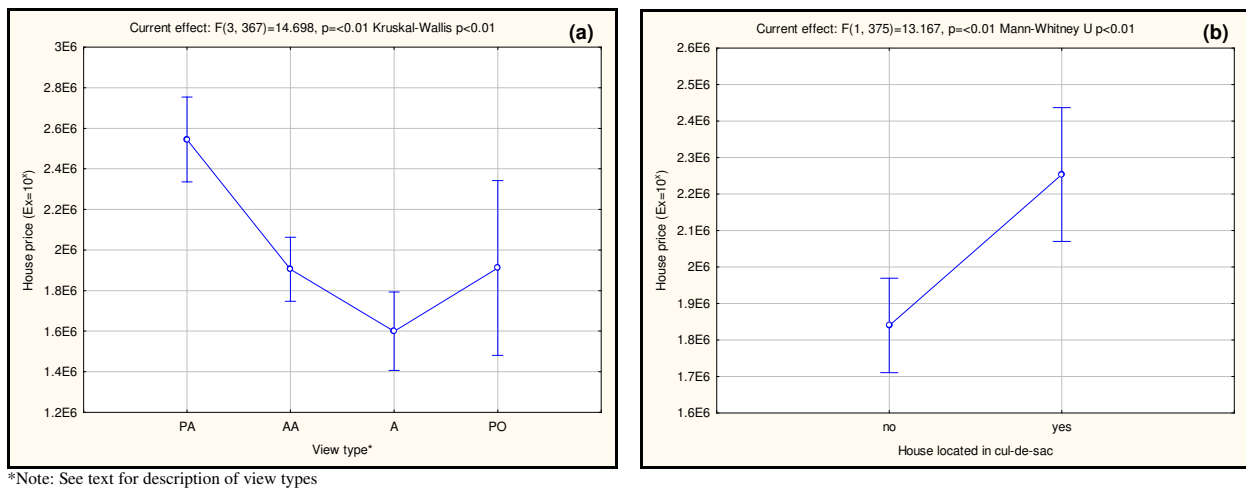 Current effect: F(3, 367)=14.698, p=<0.01 Kruskal-Wallis p<0.01
(a)
House price (Ex=10ˣ)
3E6
2.8E6
2.6E6
2.4E6
2.2E6
2E6
1.8E6
1.6E6
1.4E6
1.2E6
PA AA A PO
View type*
Current effect: F(1, 375)=13.167, p=<0.01 Mann-Whitney U p<0.01
(b)
House price (Ex=10ˣ)
2.6E6
2.5E6
2.4E6
2.3E6
2.2E6
2.1E6
2E6
1.9E6
1.8E6
1.7E6
1.6E6
no yes
House located in cul-de-sac
*Note: See text for description of view types